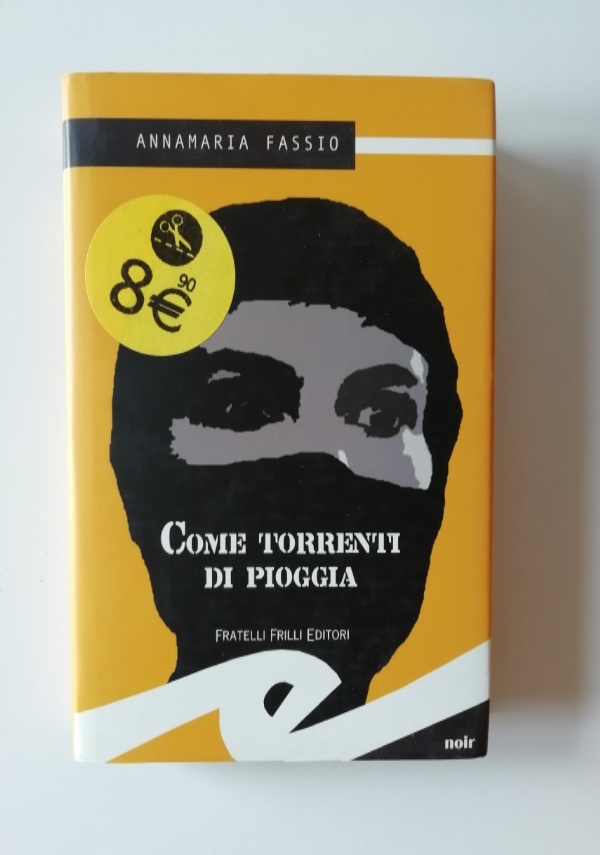 ANNAMARIA FASSIO
8€90
COME TORRENTI
DI PIOGGIA
FRATELLI FRILLI EDITORI
noir